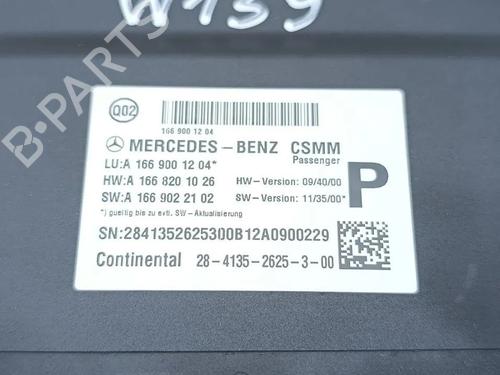 W159
B-PARTS
Q02
166 900 12 04
MERCEDES-BENZ CSMM
Passenger
LU:A 166 900 12 04*
HW:A 166 820 10 26 HW-Version: 09/40/00
SW:A 166 902 21 02 SW-Version: 11/35/00*
*) gueltig bis zu evtl. SW-Aktualisierung
P
SN:2841352625300B12A0900229
Continental 28-4135-2625-3-00